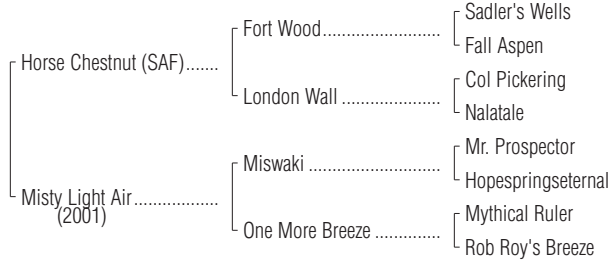 Sadler's Wells
Fort Wood..........................
Fall Aspen
Horse Chestnut (SAF).......
Col Pickering
London Wall ......................
Nalatale
Mr. Prospector
Miswaki .............................
Hopespringseternal
Misty Light Air..................
(2001)
Mythical Ruler
One More Breeze ................
Rob Roy's Breeze